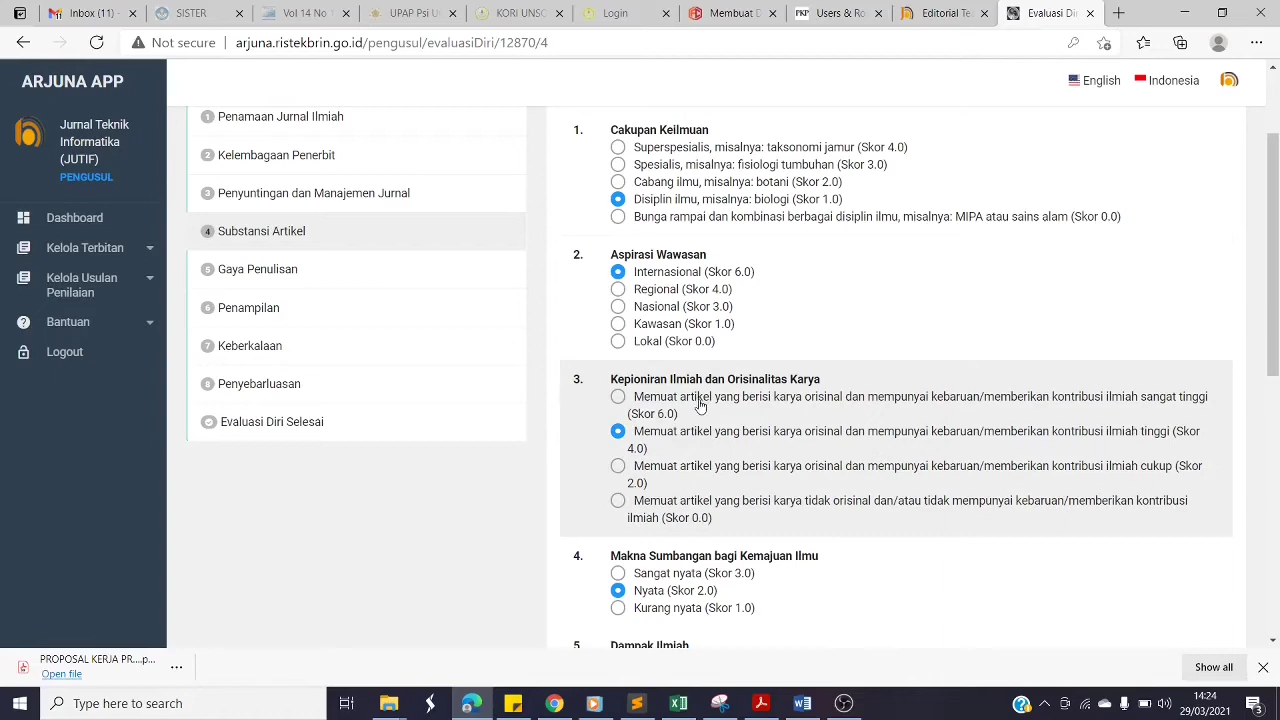 Inbox (11) - m
SISTER
Vol 14 No 1
UPAP Psi U
KORI UNSO
Login
Membuat D
Users & Ro
Editorial Te
Evaluasi Di
Not secure
arjuna.ristekbrin.go.id/pengusul/evaluasiDiri/12870/4
ARJUNA APP
English
Indonesia
Jurnal Teknik
Informatika
(JUTIF)
PENGUSUL
Dashboard
Kelola Terbitan
Kelola Usulan
Penilaian
Bantuan
Logout
1 Penamaan Jurnal Ilmiah
2 Kelembagaan Penerbit
3 Penyuntingan dan Manajemen Jurnal
4 Substansi Artikel
5 Gaya Penulisan
6 Penampilan
7 Keberkalaan
8 Penyebarluasan
Evaluasi Diri Selesai
1. Cakupan Keilmuan
Superspesialis, misalnya: taksonomi jamur (Skor 4.0)
Spesialis, misalnya: fisiologi tumbuhan (Skor 3.0)
Cabang ilmu, misalnya: botani (Skor 2.0)
Disiplin ilmu, misalnya: biologi (Skor 1.0)
Bunga rampai dan kombinasi berbagai disiplin ilmu, misalnya: MIPA atau sains alam (Skor 0.0)
2. Aspirasi Wawasan
Internasional (Skor 6.0)
Regional (Skor 4.0)
Nasional (Skor 3.0)
Kawasan (Skor 1.0)
Lokal (Skor 0.0)
3. Kepioniran Ilmiah dan Orisinalitas Karya
Memuat artikel yang berisi karya orisinal dan mempunyai kebaruan/memberikan kontribusi ilmiah sangat tinggi
(Skor 6.0)
Memuat artikel yang berisi karya orisinal dan mempunyai kebaruan/memberikan kontribusi ilmiah tinggi (Skor
4.0)
Memuat artikel yang berisi karya orisinal dan mempunyai kebaruan/memberikan kontribusi ilmiah cukup (Skor
2.0)
Memuat artikel yang berisi karya tidak orisinal dan/atau tidak mempunyai kebaruan/memberikan kontribusi
ilmiah (Skor 0.0)
4. Makna Sumbangan bagi Kemajuan Ilmu
Sangat nyata (Skor 3.0)
Nyata (Skor 2.0)
Kurang nyata (Skor 1.0)
5. Dampak Ilmiah
PROPOSAL KERJA PR....p...
Open file
Show all
Type here to search
14:24
29/03/2021
3